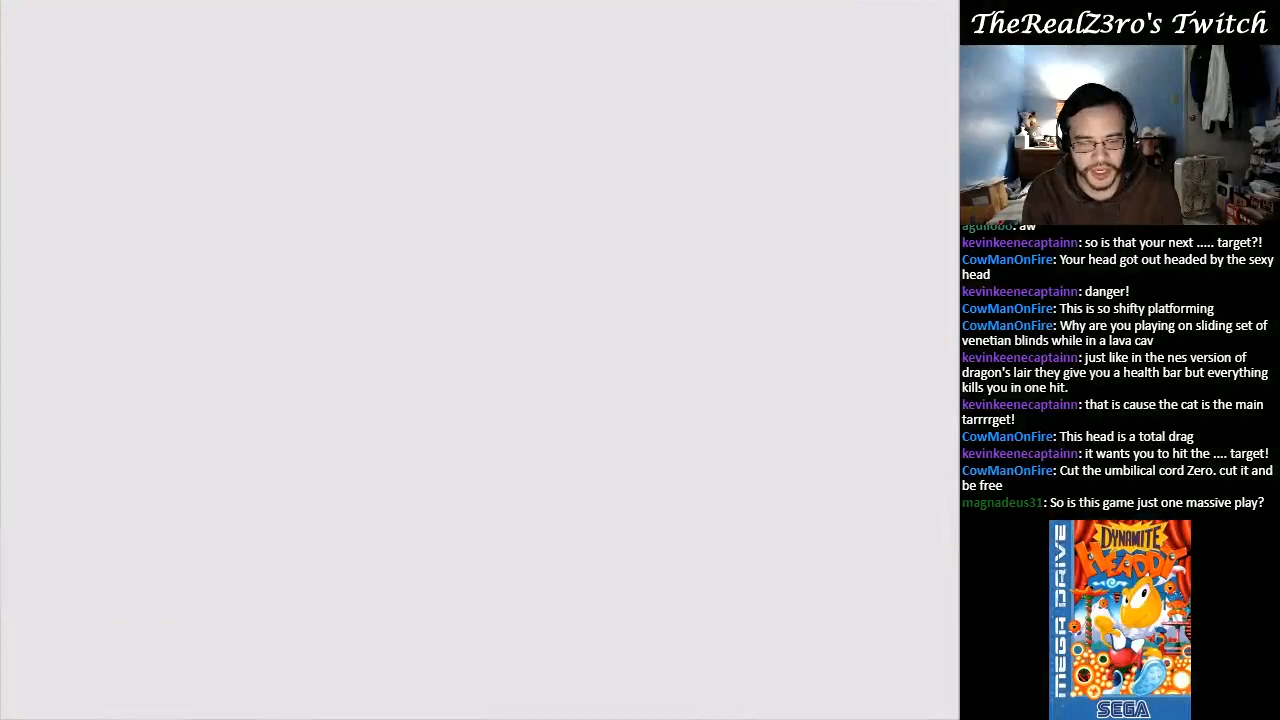 TheRealZ3ro's Twitch
agullobo: aw
kevinkeenecaptainn: so is that your next ..... target?!
CowManOnFire: Your head got out headed by the sexy
head
kevinkeenecaptainn: danger!
CowManOnFire: This is so shifty platforming
CowManOnFire: Why are you playing on sliding set of
venetian blinds while in a lava cav
kevinkeenecaptainn: just like in the nes version of
dragon's lair they give you a health bar but everything
kills you in one hit.
kevinkeenecaptainn: that is cause the cat is the main
tarrrrget!
CowManOnFire: This head is a total drag
kevinkeenecaptainn: it wants you to hit the .... target!
CowManOnFire: Cut the umbilical cord Zero. cut it and
be free
magnadeus31: So is this game just one massive play?
DYNAMITE
HEADDY
MEGA DRIVE
SEGA